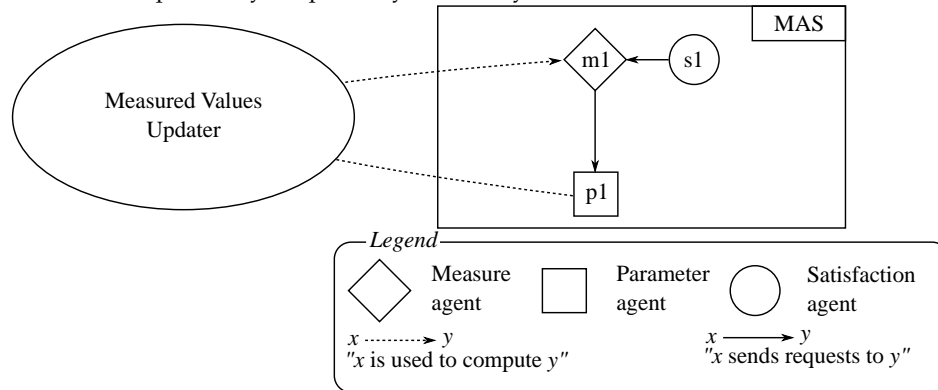 MAS
m1
s1
Measured Values
Updater
p1
Legend
Measure
agent
Parameter
agent
Satisfaction
agent
x y
"x is used to compute y"
x y
"x sends requests to y"